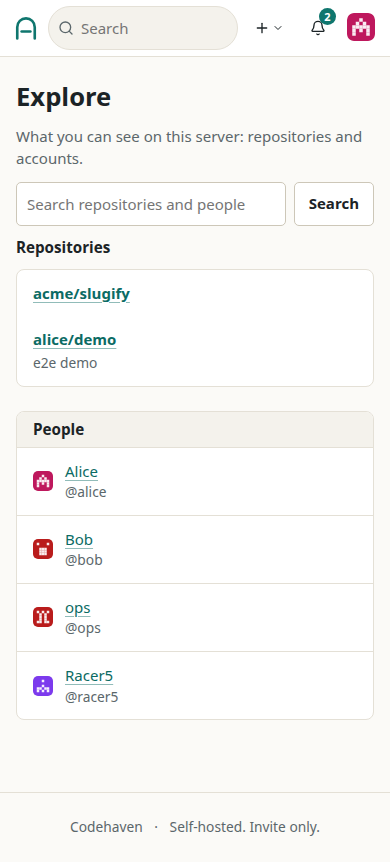 Search
2
Explore
What you can see on this server: repositories and
accounts.
Search repositories and people
Search
Repositories
acme/slugify
alice/demo
e2e demo
People
Alice
@alice
Bob
@bob
ops
@ops
Racer5
@racer5
Codehaven · Self-hosted. Invite only.